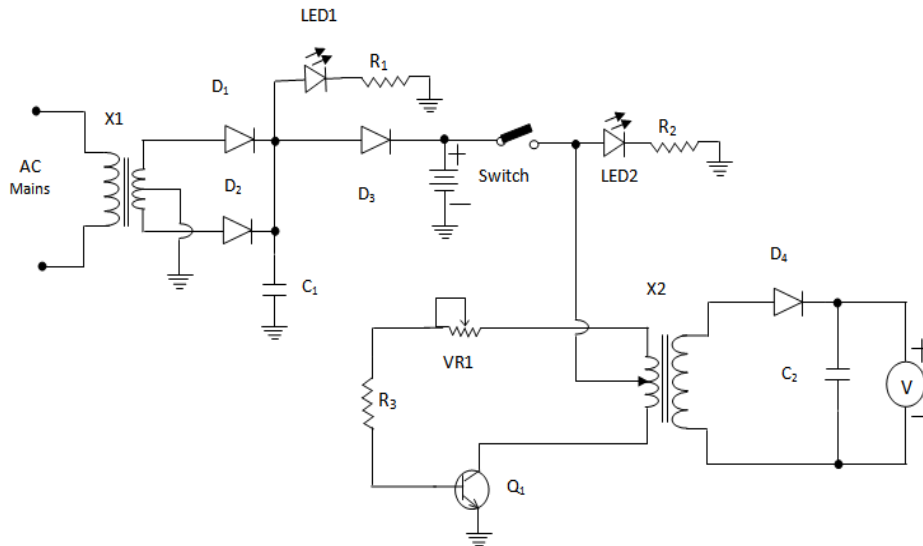 LED1
R1
D1
X1
AC
Mains
D2
D3
+
−
Switch
R2
LED2
C1
D4
X2
VR1
R3
C2
+
V
−
Q1